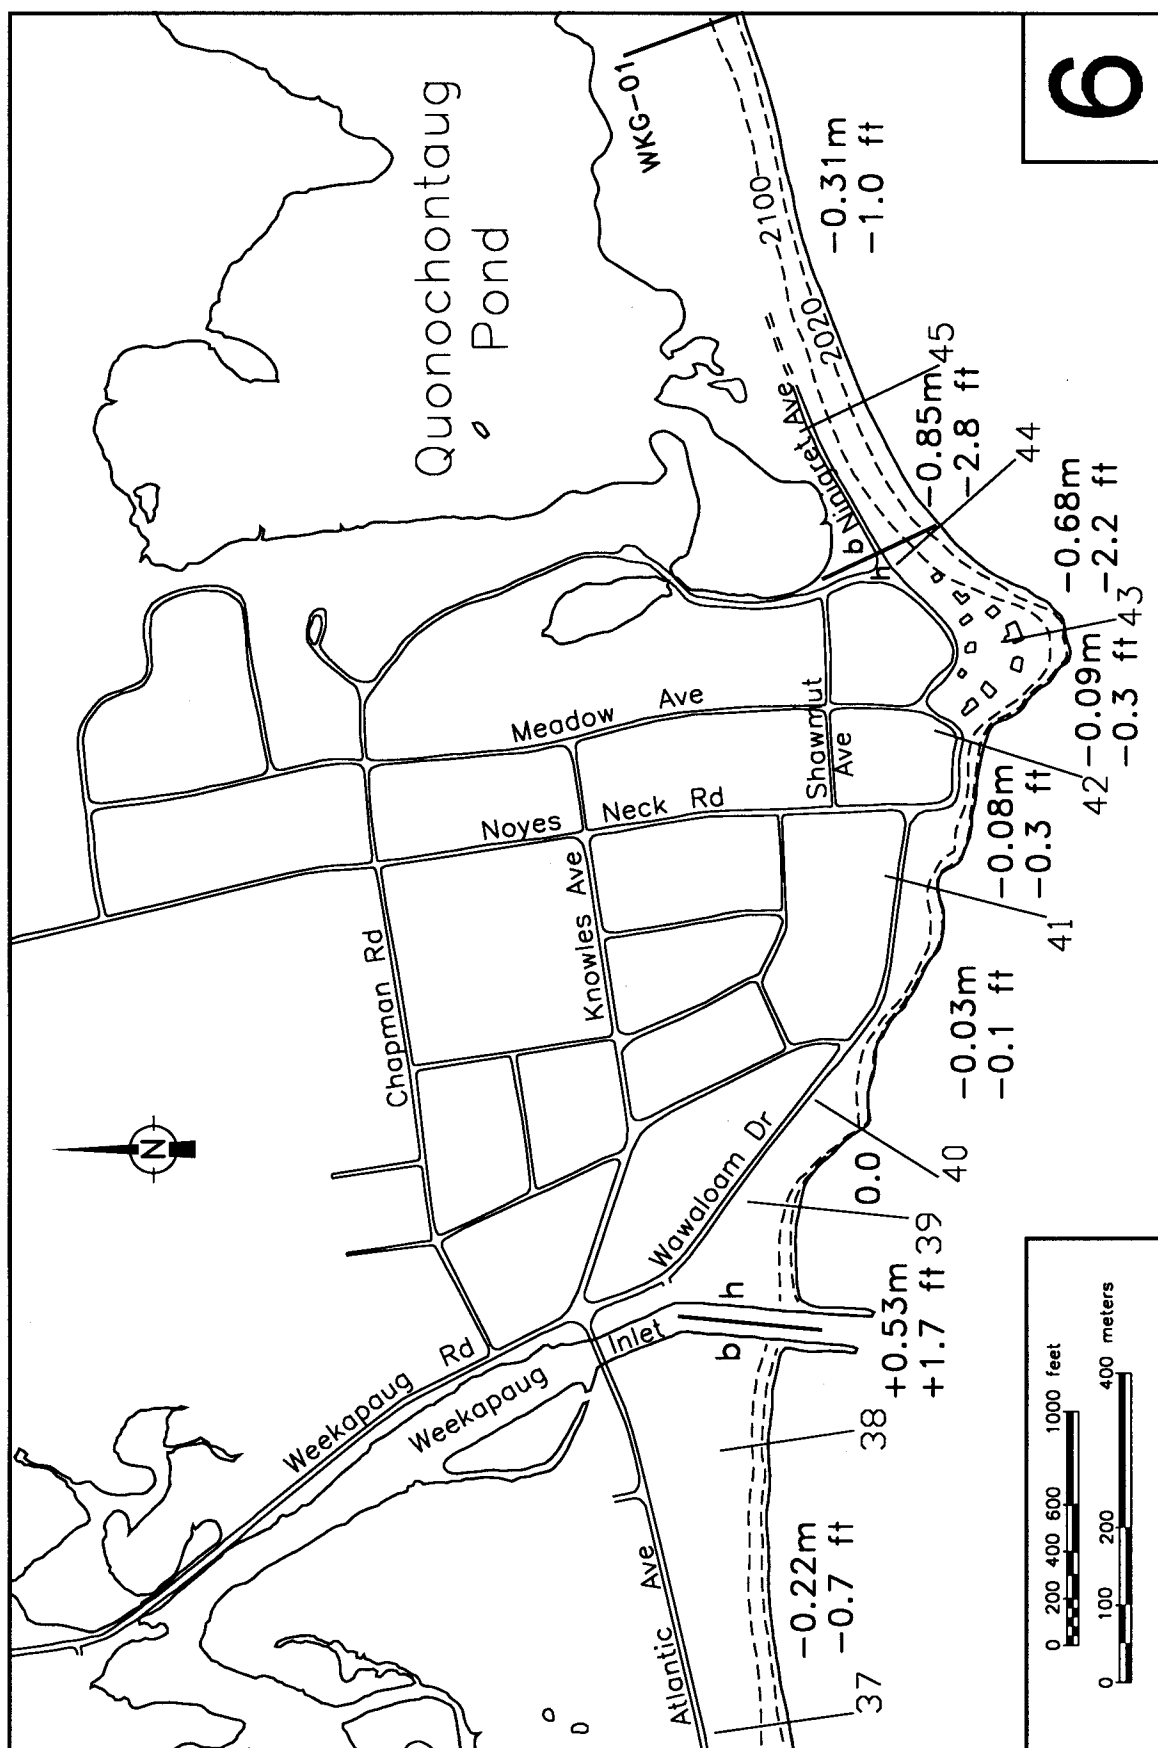 6
Quonochontaug
Pond
WKG-01
2100
2020
-0.31m
-1.0 ft
45
Ninigret Ave
b
h
-0.85m
-2.8 ft
44
-0.68m
-2.2 ft
43
-0.09m
-0.3 ft
42
-0.08m
-0.3 ft
41
-0.03m
-0.1 ft
40
0.0
39
+0.53m
+1.7 ft
38
-0.22m
-0.7 ft
37
Meadow Ave
Shawmut
Ave
Noyes Neck Rd
Knowles Ave
Chapman Rd
N
Wawaloam Dr
Weekapaug Rd
Weekapaug
Inlet
h
b
Atlantic Ave
0 200 400 600 1000 feet
0 100 200 400 meters